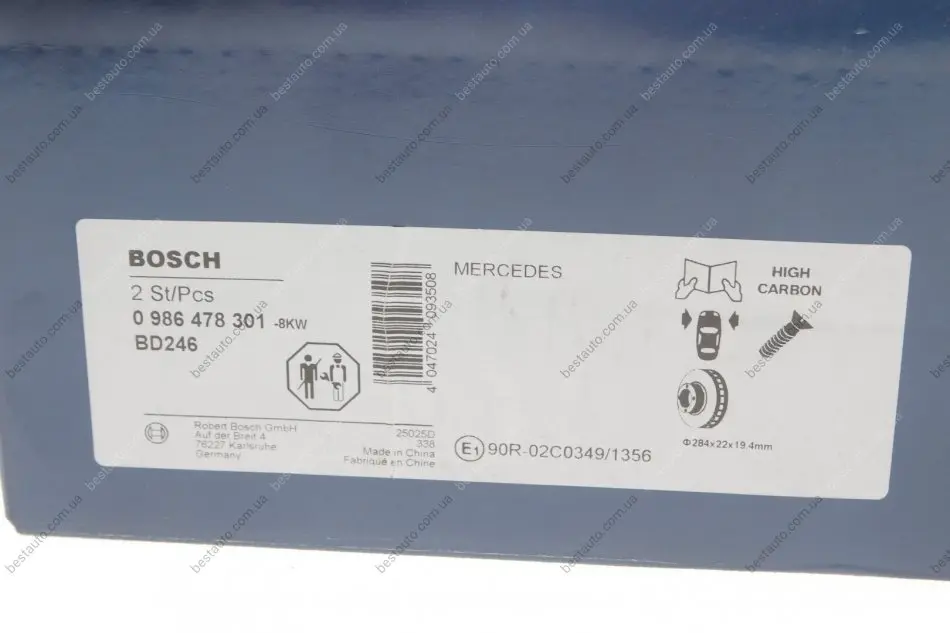 BOSCH
2 St/Pcs
0 986 478 301 -8KW
BD246
Robert Bosch GmbH
Auf der Breit 4
76227 Karlsruhe
Germany
25025D
338
Made in China
Fabriqué en Chine
4 047024 093508
MERCEDES
E1 90R-02C0349/1356
HIGH
CARBON
Φ284x22x19.4mm
bestauto.com.ua